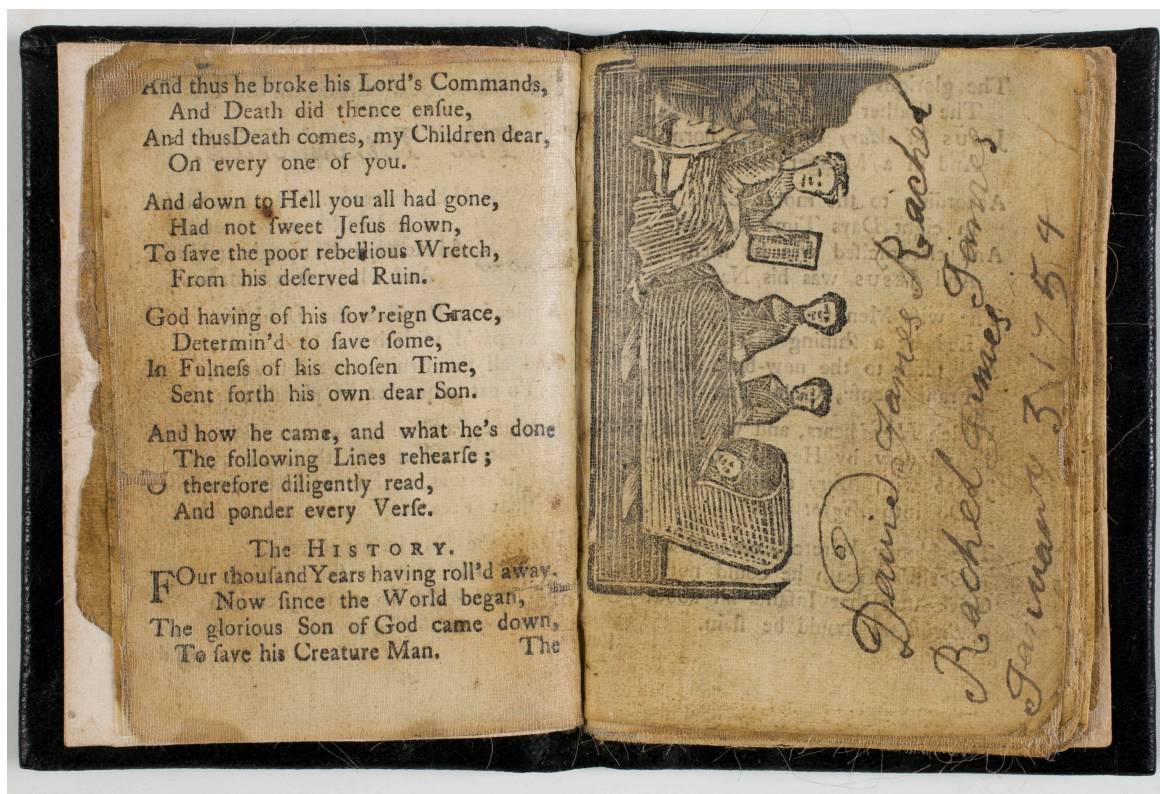 And thus he broke his Lord's Commands,
And Death did thence enſue,
And thusDeath comes, my Children dear,
On every one of you.
And down to Hell you all had gone,
Had not ſweet Jeſus flown,
To ſave the poor rebellious Wretch,
From his deſerved Ruin.
God having of his ſov'reign Grace,
Determin'd to ſave ſome,
In Fulneſs of his choſen Time,
Sent forth his own dear Son.
And how he came, and what he's done
The following Lines rehearſe ;
O therefore diligently read,
And ponder every Verſe.
The HISTORY.
FOur thouſandYears having roll'd away.
Now ſince the World began,
The glorious Son of God came down,
To ſave his Creature Man.
The
James Rachel
Rachel James James
January 3 1754